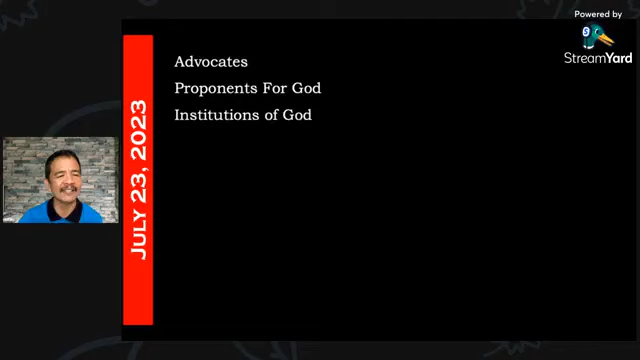 Powered by
StreamYard
Advocates
Proponents For God
Institutions of God
July 23, 2023